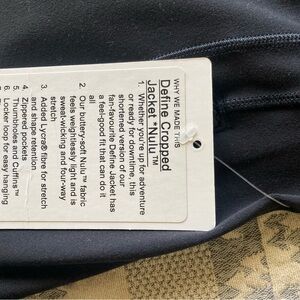 WHY WE MADE THIS
Define Cropped
Jacket *Nulu™
1. Whether you're up for adventure
or ready for downtime, this
shortened version of our
fan-favourite Define Jacket has
a feel-good fit that can do it
all
2. Our buttery-soft Nulu™ fabric
feels weightlessly light and is
sweat-wicking and four-way
stretch
3. Added Lycra® fibre for stretch
and shape retention
4. Zippered pockets
5. Thumbholes and Cuffins™
6. Locker loop for easy hanging